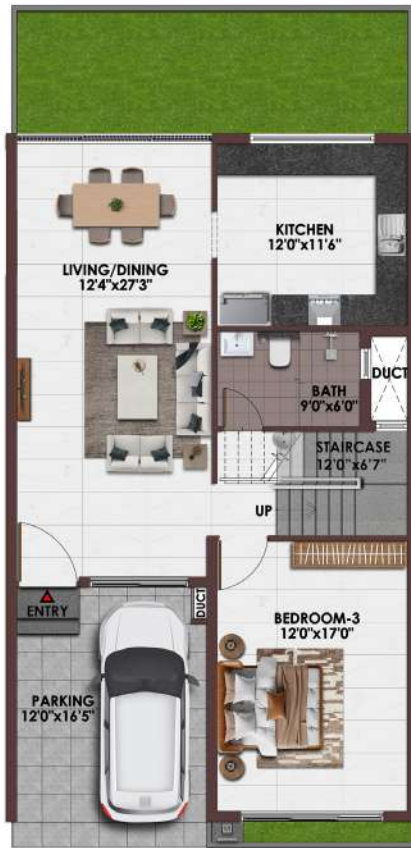 KITCHEN
12'0"x11'6"
LIVING/DINING
12'4"x27'3"
DUCT
BATH
9'0"x6'0"
STAIRCASE
12'0"x6'7"
UP
ENTRY
DUCT
BEDROOM-3
12'0"x17'0"
PARKING
12'0"x16'5"